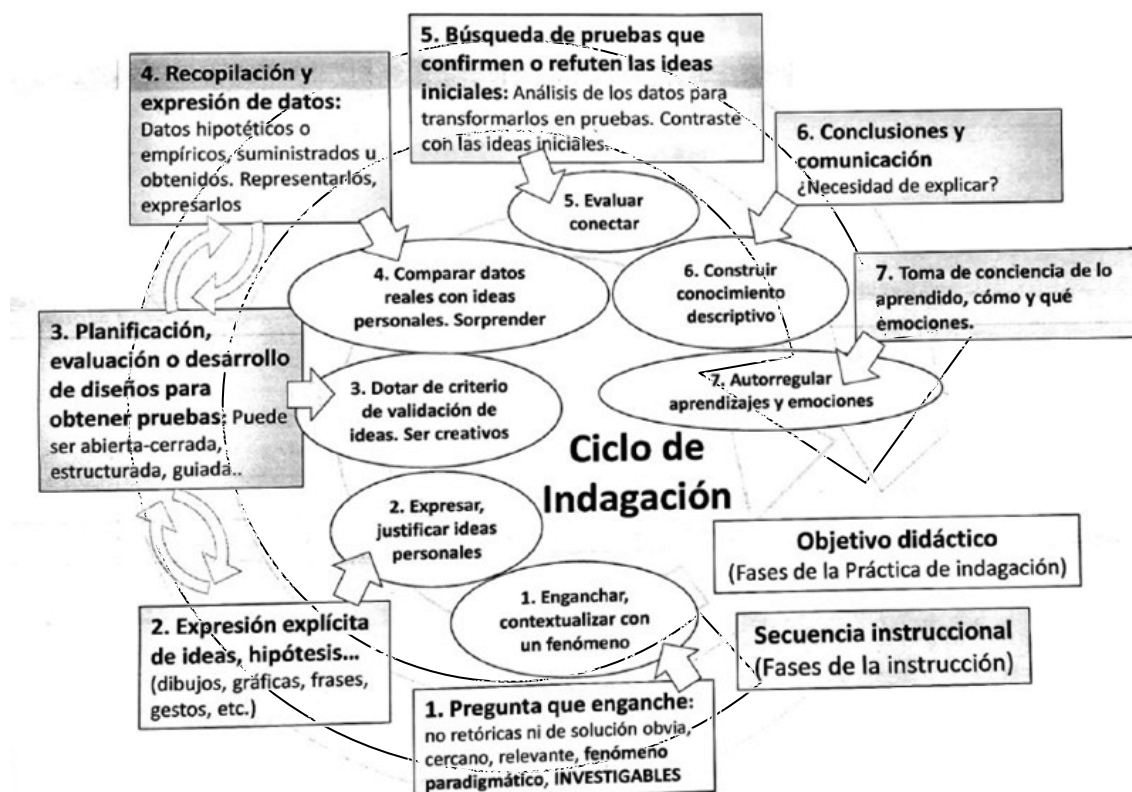 5. Búsqueda de pruebas que
confirmen o refuten las ideas
iniciales: Análisis de los datos para
transformarlos en pruebas. Contraste
con las ideas iniciales.
4. Recopilación y
expresión de datos:
Datos hipotéticos o
empíricos, suministrados u
obtenidos. Representarlos,
expresarlos
6. Conclusiones y
comunicación
¿Necesidad de explicar?
5. Evaluar
conectar
4. Comparar datos
reales con ideas
personales. Sorprender
6. Construir
conocimiento
descriptivo
7. Toma de conciencia de lo
aprendido, cómo y qué
emociones.
3. Planificación,
evaluación o desarrollo
de diseños para
obtener pruebas: Puede
ser abierta-cerrada,
estructurada, guiada..
3. Dotar de criterio
de validación de
ideas. Ser creativos
7. Autorregular
aprendizajes y emociones
Ciclo de
Indagación
2. Expresar,
justificar ideas
personales
Objetivo didáctico
(Fases de la Práctica de indagación)
1. Enganchar,
contextualizar con
un fenómeno
2. Expresión explícita
de ideas, hipótesis...
(dibujos, gráficas, frases,
gestos, etc.)
Secuencia instruccional
(Fases de la instrucción)
1. Pregunta que enganche:
no retóricas ni de solución obvia,
cercano, relevante, fenómeno
paradigmático, INVESTIGABLES